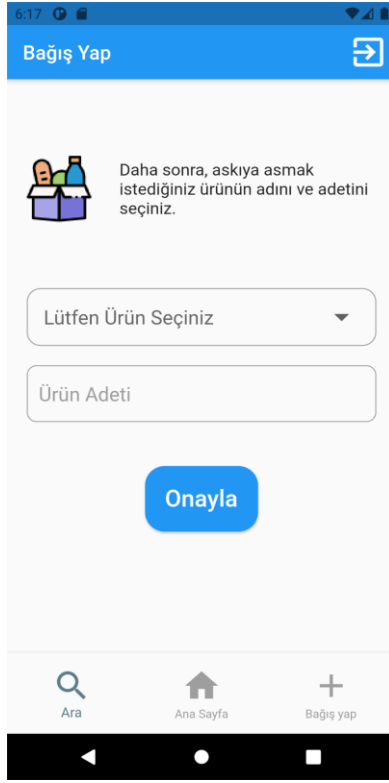 6:17
Bağış Yap
Daha sonra, askıya asmak
istediğiniz ürünün adını ve adetini
seçiniz.
Lütfen Ürün Seçiniz
Ürün Adeti
Onayla
Ara
Ana Sayfa
Bağış yap